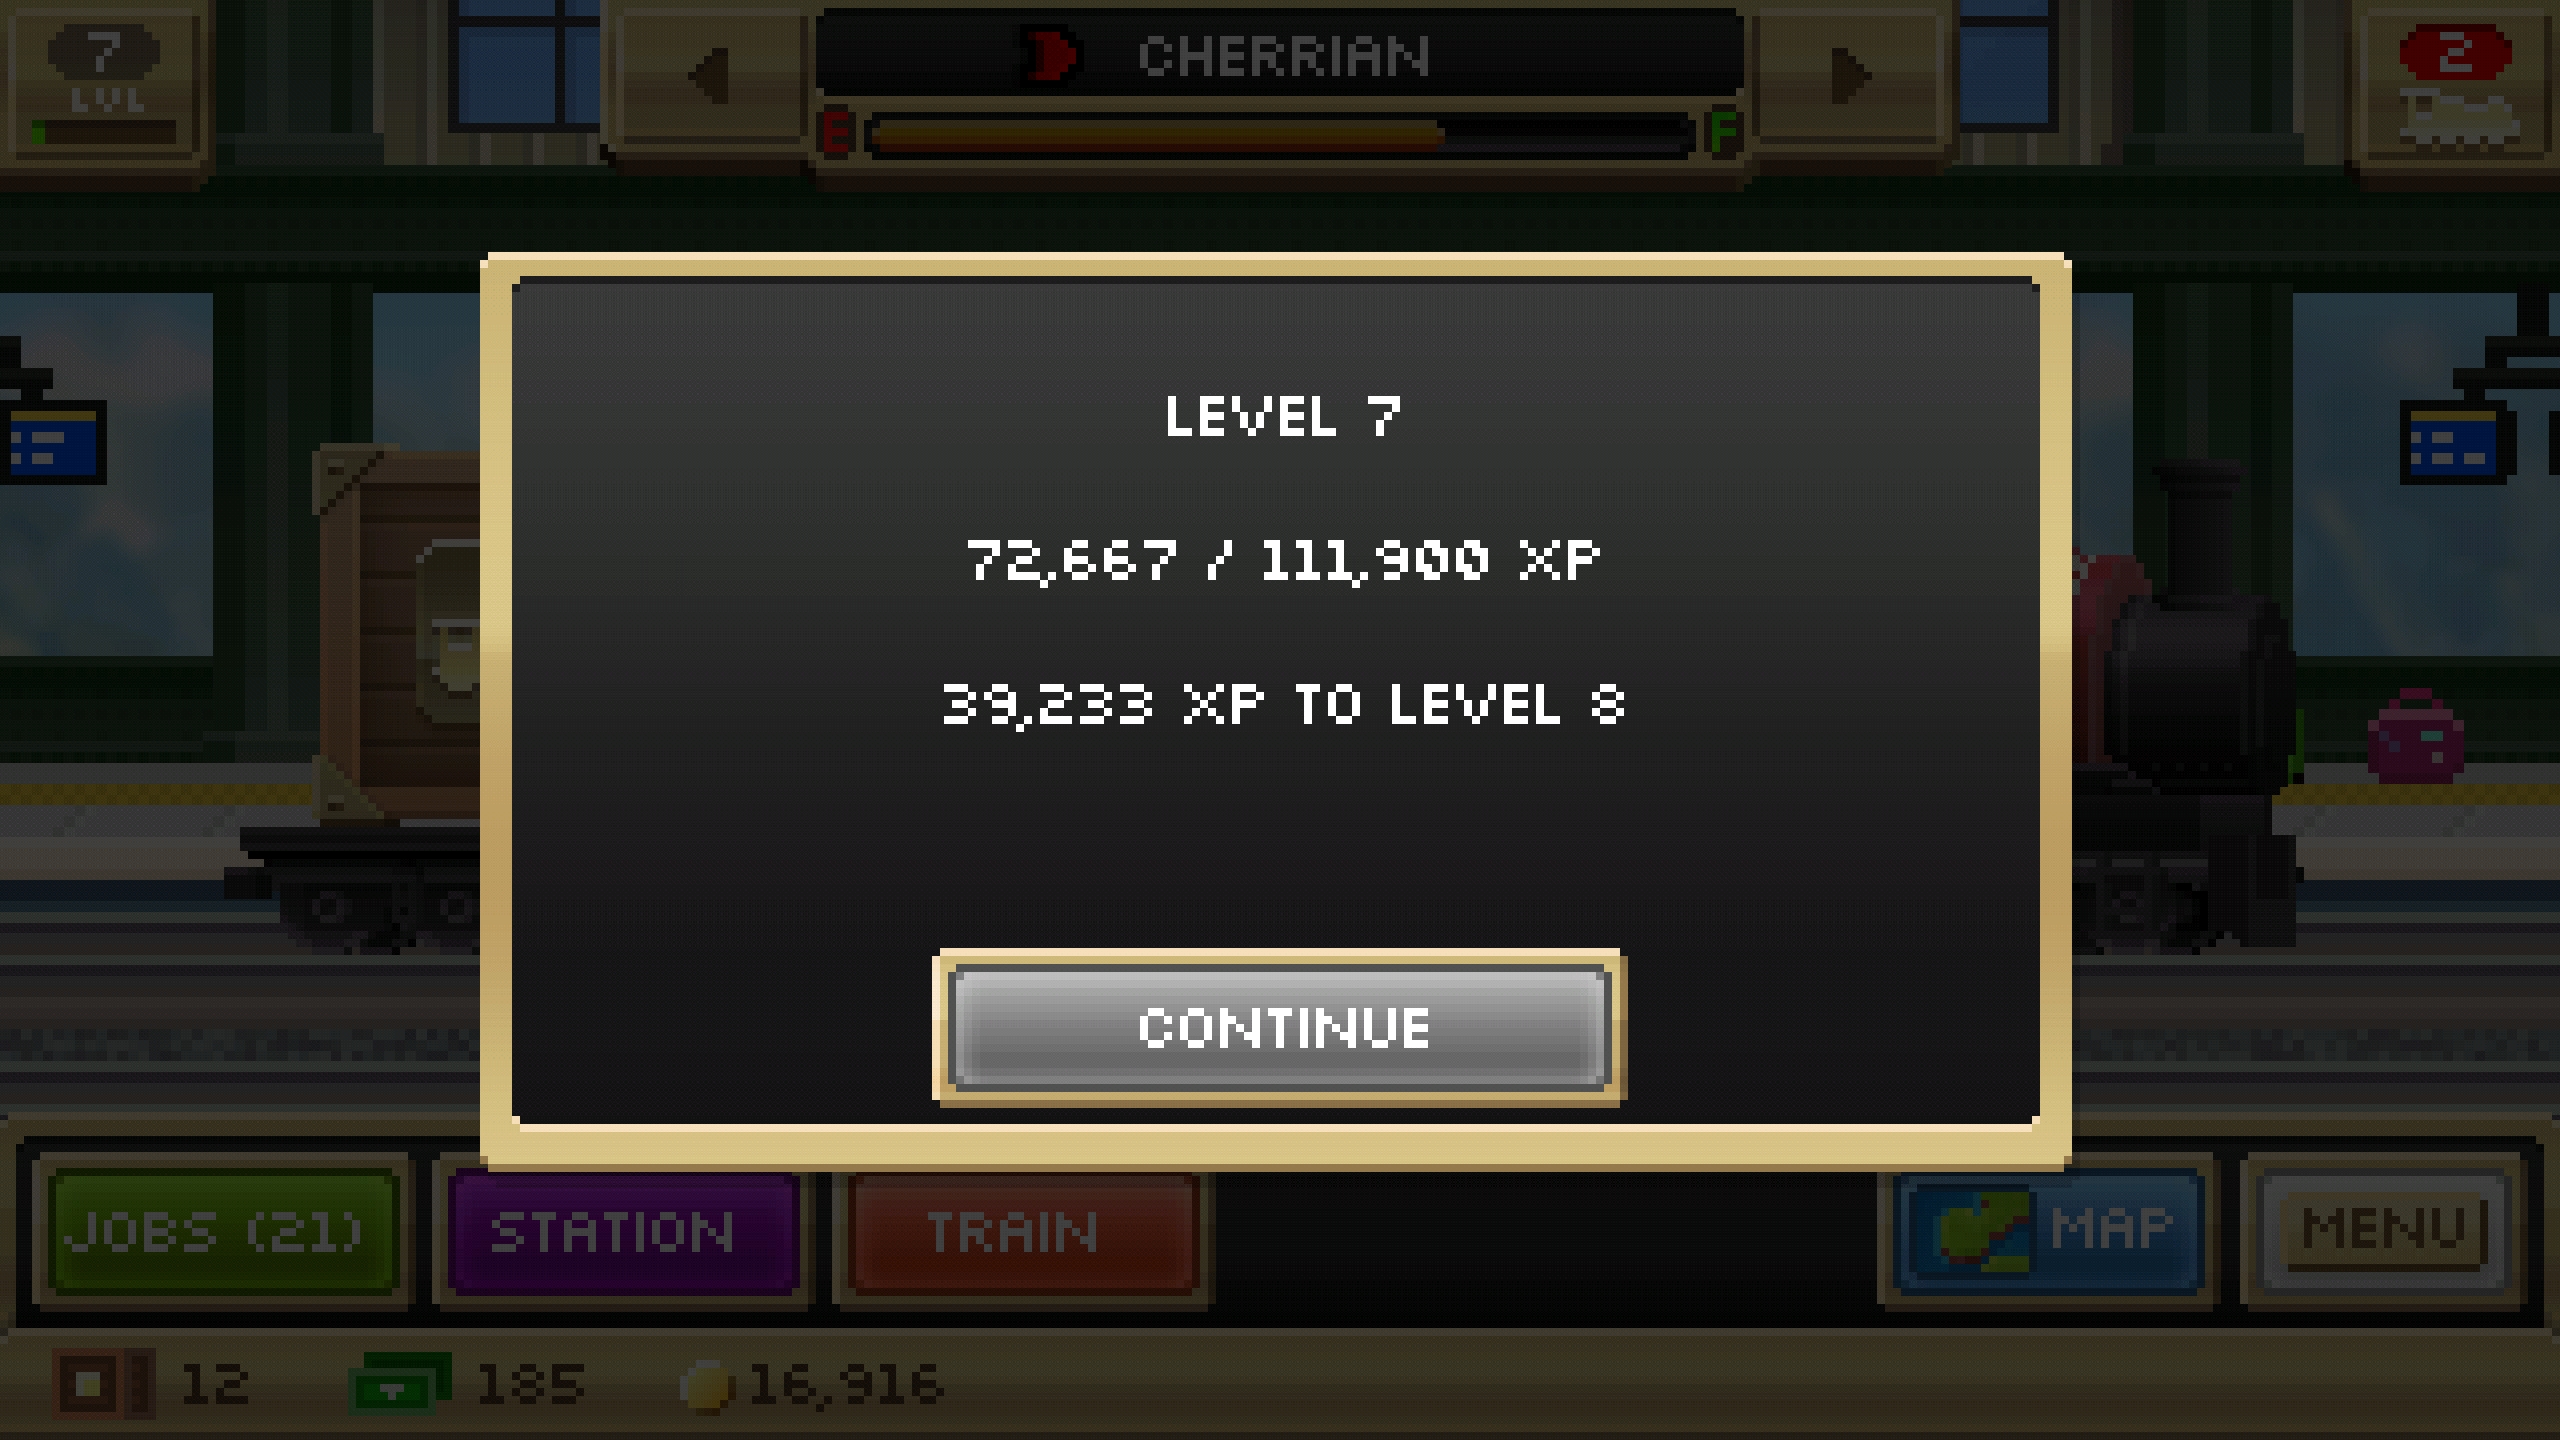 7
LVL
CHERRIAN
E
F
2
LEVEL 7
72,667 / 111,900 XP
39,233 XP TO LEVEL 8
CONTINUE
JOBS (21)
STATION
TRAIN
MAP
MENU
12
185
16,916